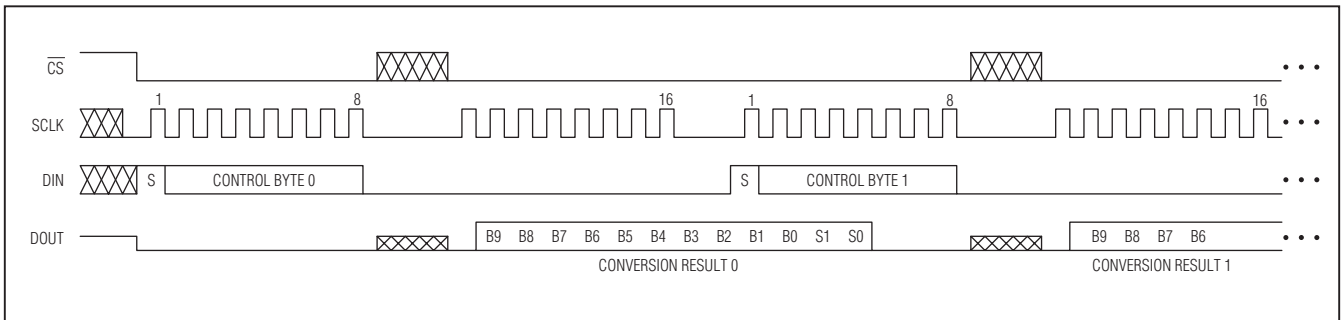 CS
SCLK 1 8 16 1 8 16
DIN S CONTROL BYTE 0 S CONTROL BYTE 1
DOUT B9 B8 B7 B6 B5 B4 B3 B2 B1 B0 S1 S0 B9 B8 B7 B6
CONVERSION RESULT 0 CONVERSION RESULT 1